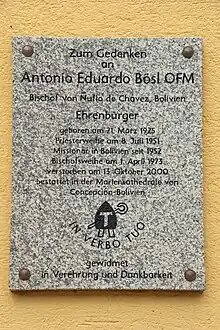 Zum Gedenken
an
Antonio Eduardo Bösl OFM
Bischof von Ñuflo de Chavez, Bolivien
Ehrenbürger
geboren am 21. März 1925
Priesterweihe am 8. Juli 1951
Missionar in Bolivien seit 1952
Bischofsweihe am 1. April 1973
verstorben am 13. Oktober 2000
bestattet in der Marienkathedrale von
Concepción-Bolivien
T
IN VERBO TUO
gewidmet
in Verehrung und Dankbarkeit